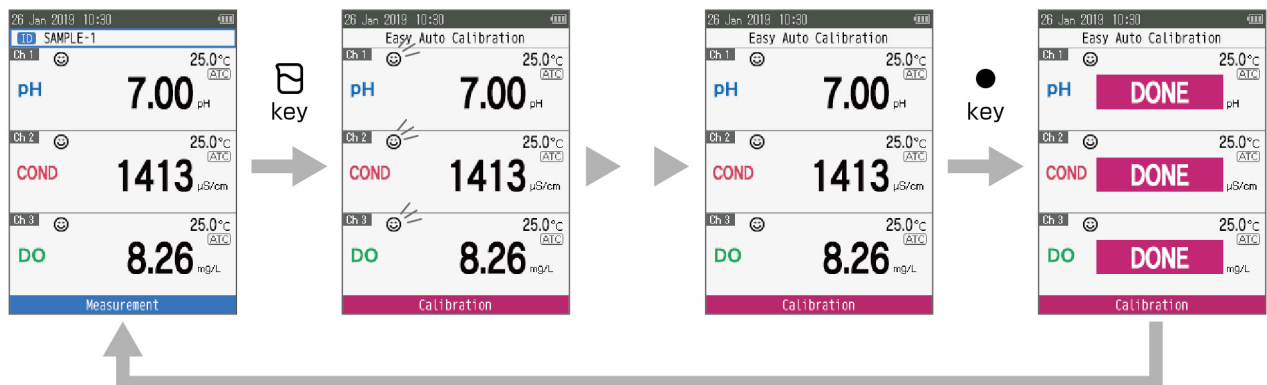 26 Jan 2019 10:30
ID SAMPLE-1
Ch 1
25.0°C
ATC
pH
7.00 pH
Ch 2
25.0°C
ATC
COND
1413 µS/cm
Ch 3
25.0°C
ATC
DO
8.26 mg/L
Measurement
key
26 Jan 2019 10:30
Easy Auto Calibration
Ch 1
25.0°C
ATC
pH
7.00 pH
Ch 2
25.0°C
ATC
COND
1413 µS/cm
Ch 3
25.0°C
ATC
DO
8.26 mg/L
Calibration
26 Jan 2019 10:30
Easy Auto Calibration
Ch 1
25.0°C
ATC
pH
7.00 pH
Ch 2
25.0°C
ATC
COND
1413 µS/cm
Ch 3
25.0°C
ATC
DO
8.26 mg/L
Calibration
key
26 Jan 2019 10:30
Easy Auto Calibration
Ch 1
25.0°C
ATC
pH
DONE pH
Ch 2
25.0°C
ATC
COND
DONE µS/cm
Ch 3
25.0°C
ATC
DO
DONE mg/L
Calibration